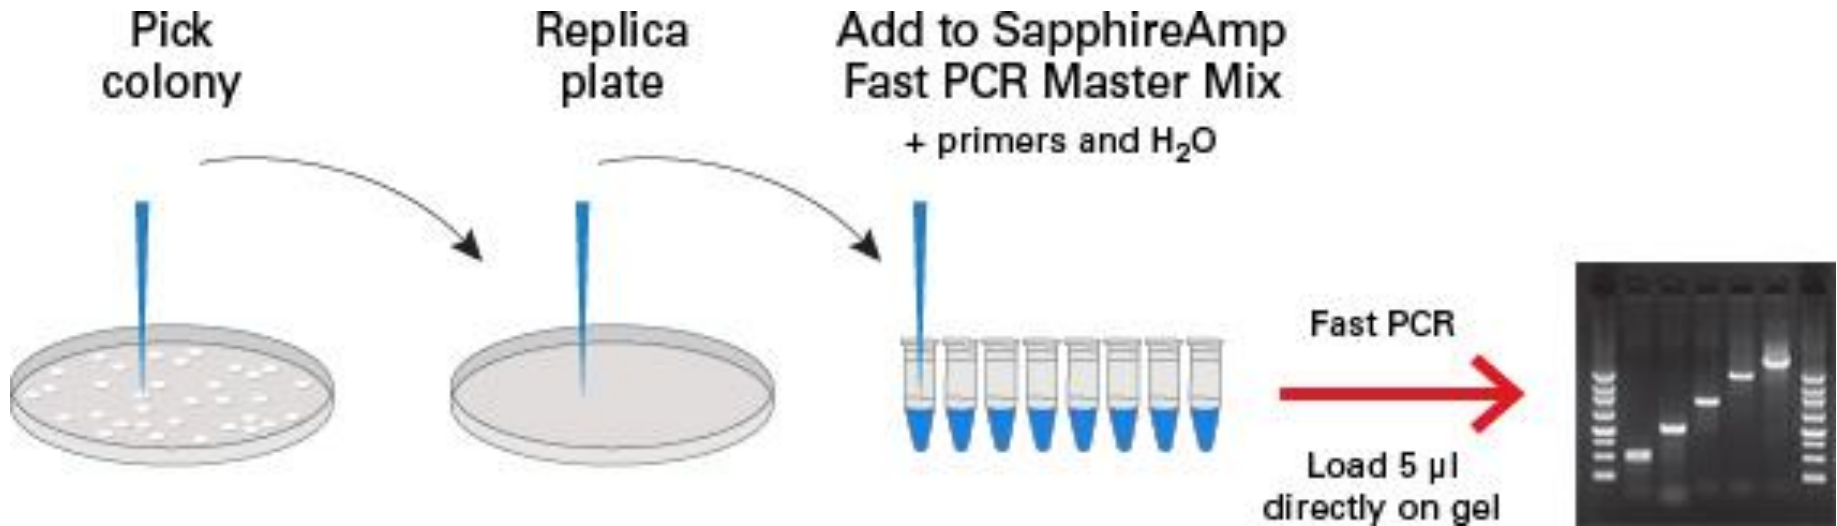 Pick
colony
Replica
plate
Add to SapphireAmp
Fast PCR Master Mix
+ primers and H₂O
Fast PCR
Load 5 µl
directly on gel